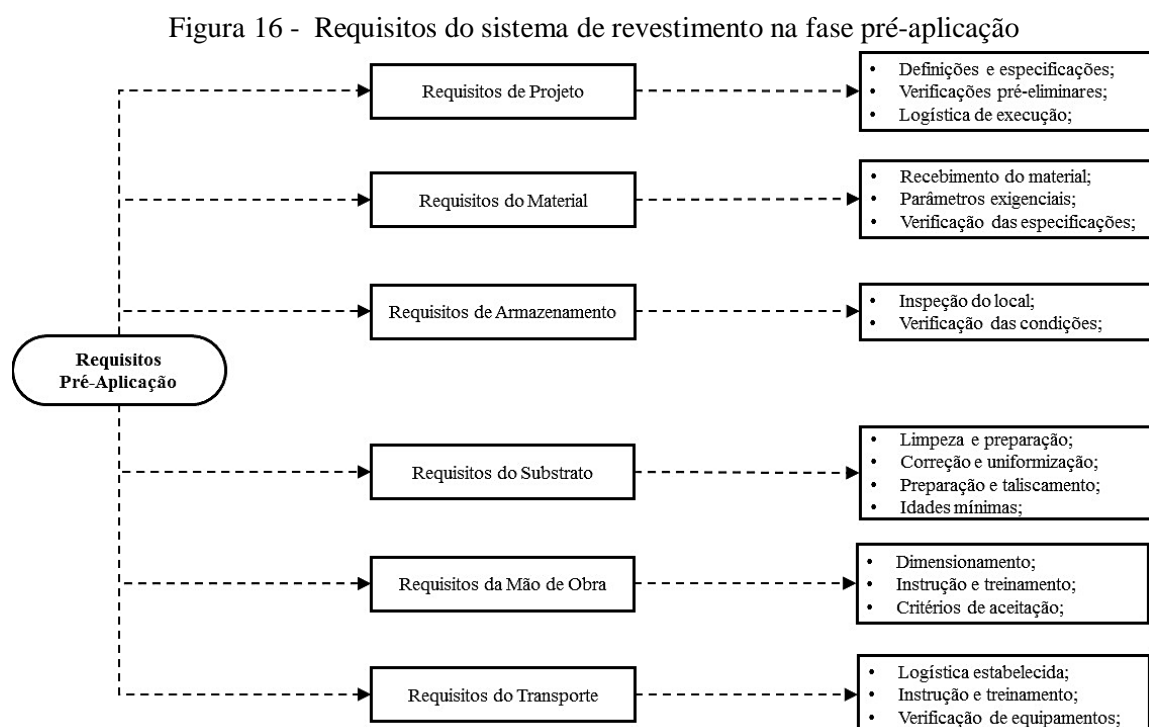 Figura 16 - Requisitos do sistema de revestimento na fase pré-aplicação
Requisitos de Projeto
• Definições e especificações;
• Verificações pré-eliminares;
• Logística de execução;
Requisitos do Material
• Recebimento do material;
• Parâmetros exigenciais;
• Verificação das especificações;
Requisitos de Armazenamento
• Inspeção do local;
• Verificação das condições;
Requisitos
Pré-Aplicação
Requisitos do Substrato
• Limpeza e preparação;
• Correção e uniformização;
• Preparação e taliscamento;
• Idades mínimas;
Requisitos da Mão de Obra
• Dimensionamento;
• Instrução e treinamento;
• Critérios de aceitação;
Requisitos do Transporte
• Logística estabelecida;
• Instrução e treinamento;
• Verificação de equipamentos;